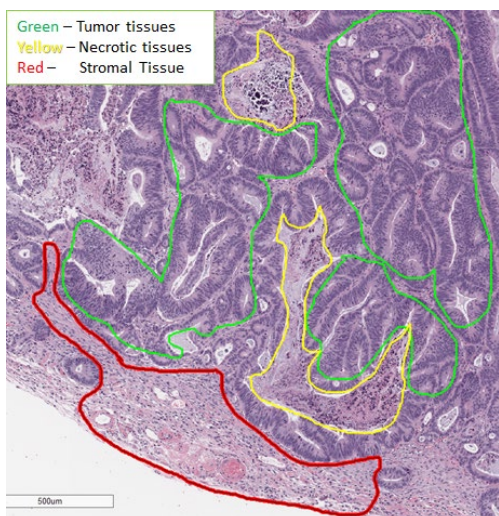 Green – Tumor tissues
Yellow – Necrotic tissues
Red – Stromal Tissue
500um